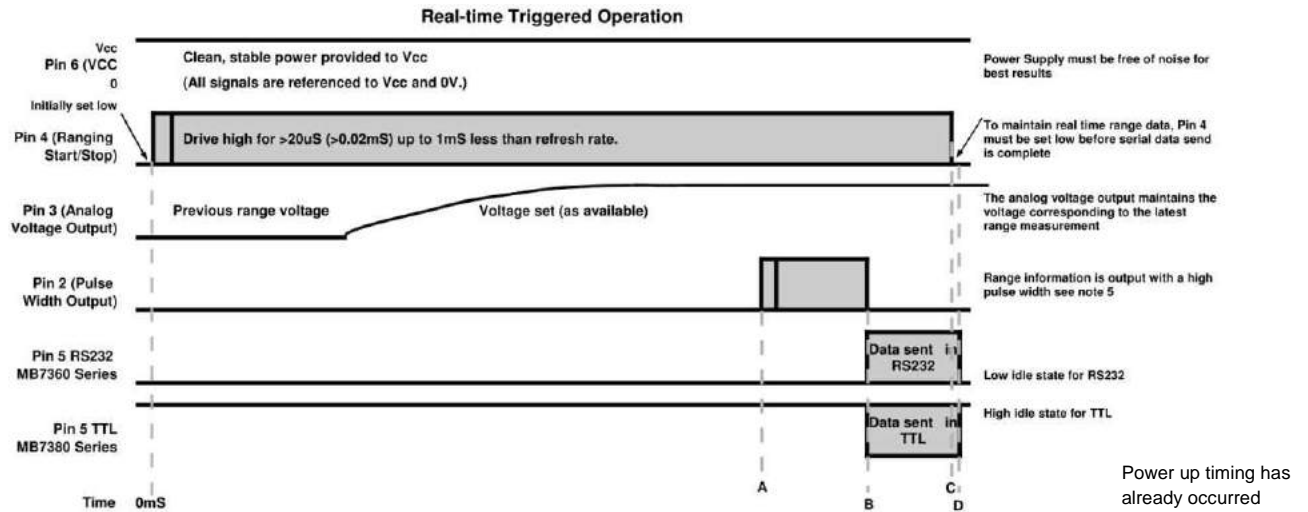 Real-time Triggered Operation
Vcc
Pin 6 (VCC
0
Clean, stable power provided to Vcc
(All signals are referenced to Vcc and 0V.)
Power Supply must be free of noise for
best results
Initially set low
Pin 4 (Ranging
Start/Stop)
Drive high for >20uS (>0.02mS) up to 1mS less than refresh rate.
To maintain real time range data, Pin 4
must be set low before serial data send
is complete
Pin 3 (Analog
Voltage Output)
Previous range voltage
Voltage set (as available)
The analog voltage output maintains the
voltage corresponding to the latest
range measurement
Pin 2 (Pulse
Width Output)
Range information is output with a high
pulse width see note 5
Pin 5 RS232
MB7360 Series
Data sent in
RS232
Low idle state for RS232
Pin 5 TTL
MB7380 Series
Data sent in
TTL
High idle state for TTL
Time 0mS
A
B
C
D
Power up timing has
already occurred